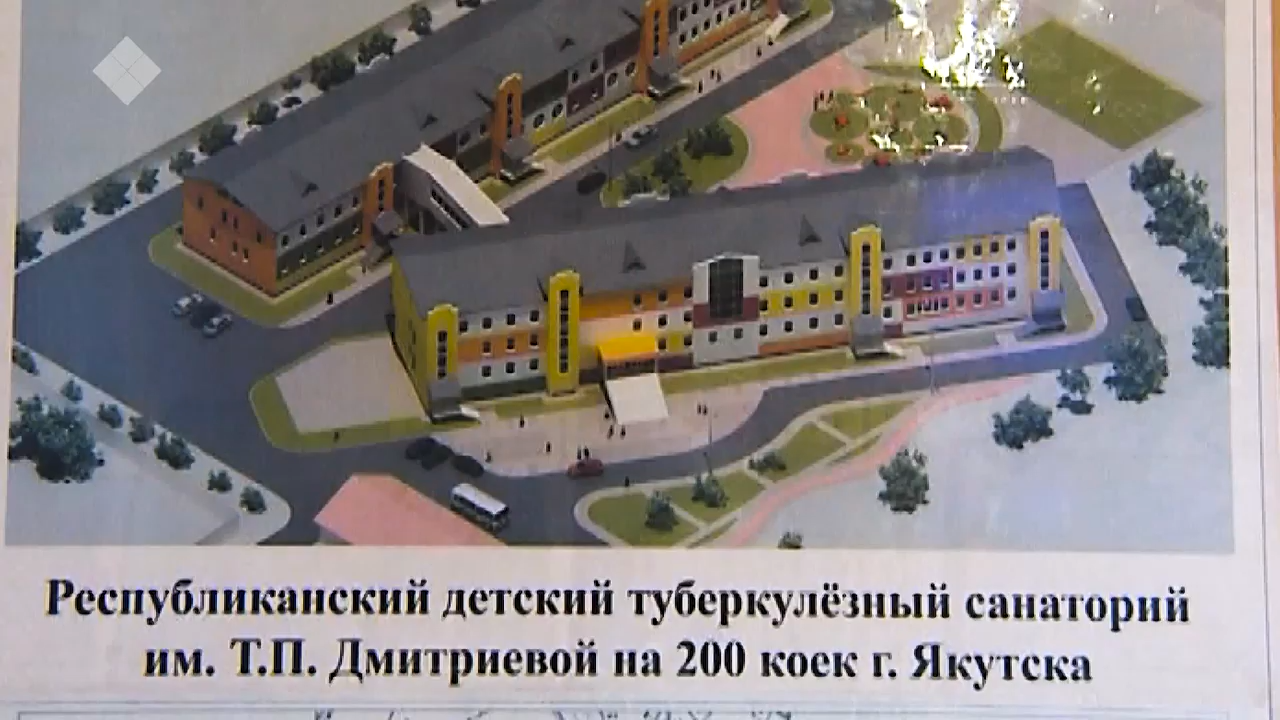 Республиканский детский туберкулёзный санаторий
им. Т.П. Дмитриевой на 200 коек г. Якутска